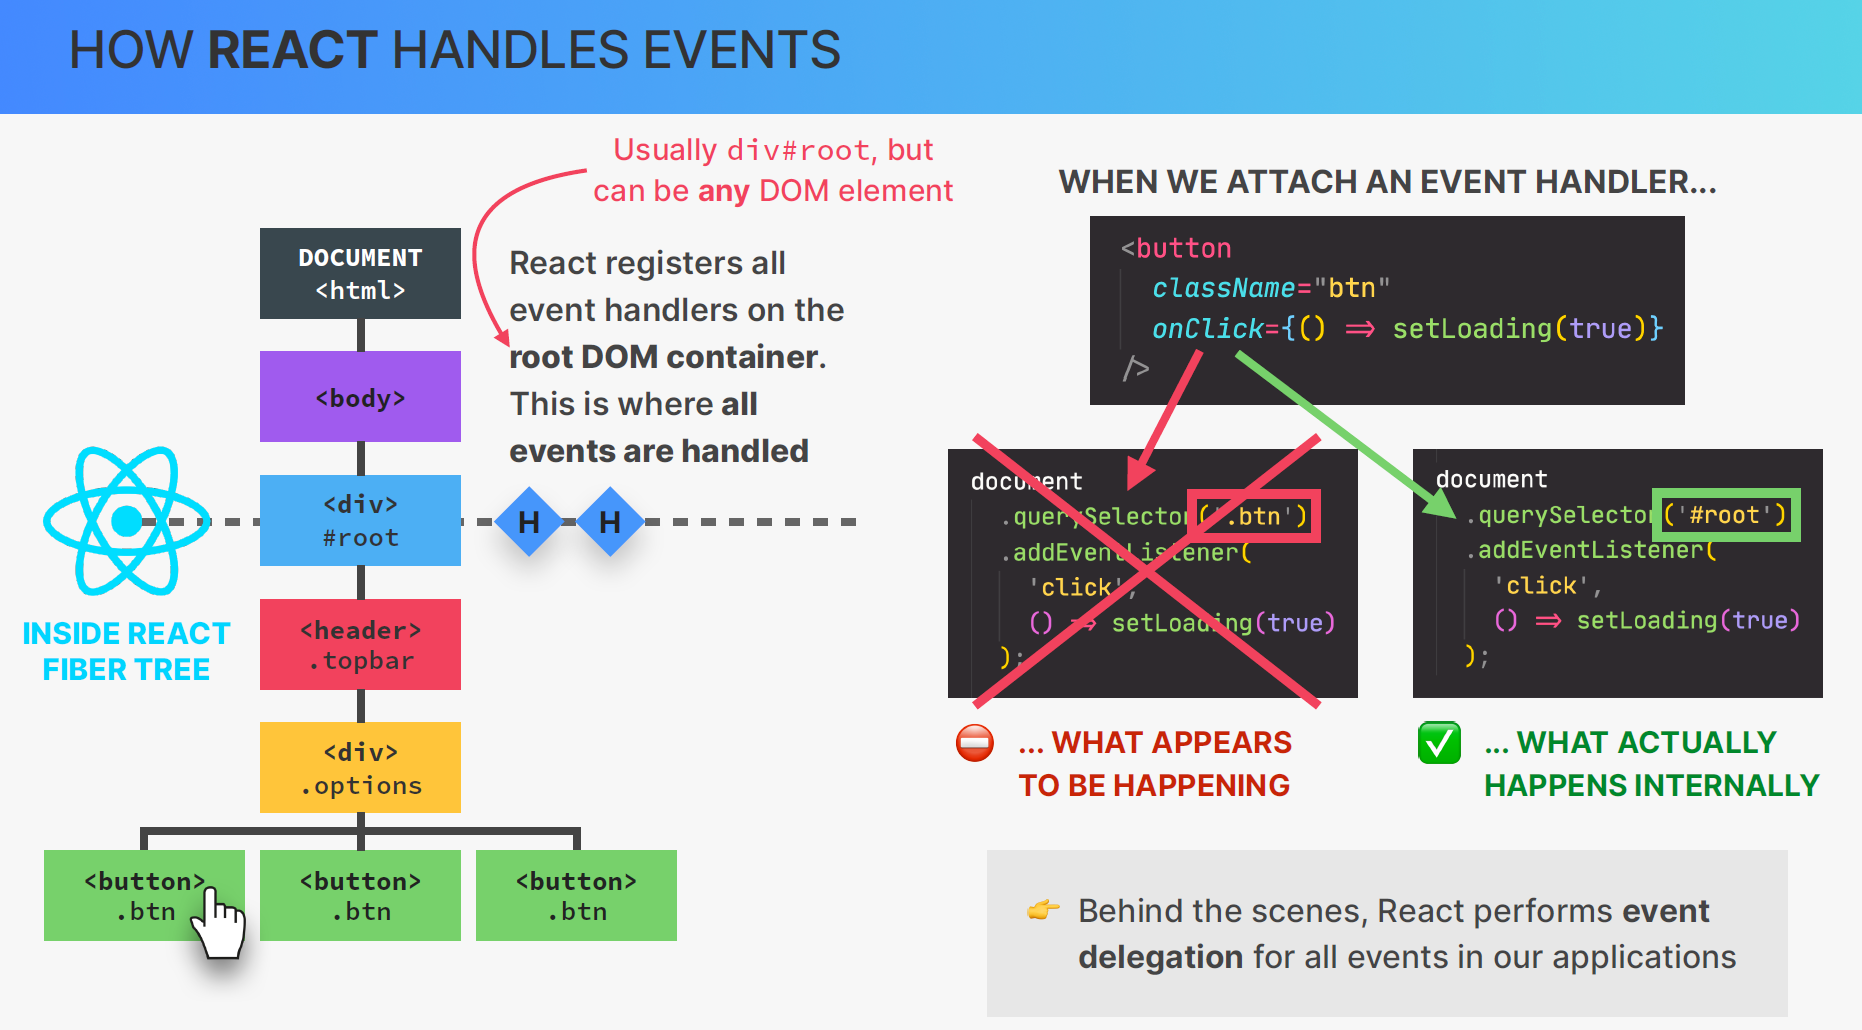 HOW REACT HANDLES EVENTS
Usually div#root, but
can be any DOM element
DOCUMENT
<html>
<body>
<div>
#root
<header>
.topbar
<div>
.options
<button>
.btn
<button>
.btn
<button>
.btn
INSIDE REACT
FIBER TREE
React registers all
event handlers on the
root DOM container.
This is where all
events are handled
H
H
WHEN WE ATTACH AN EVENT HANDLER...
<button
className="btn"
onClick={() => setLoading(true)}
/>
document
.querySelector('.btn')
.addEventListener(
'click',
() => setLoading(true)
);
... WHAT APPEARS
TO BE HAPPENING
document
.querySelector('#root')
.addEventListener(
'click',
() => setLoading(true)
);
... WHAT ACTUALLY
HAPPENS INTERNALLY
Behind the scenes, React performs event
delegation for all events in our applications